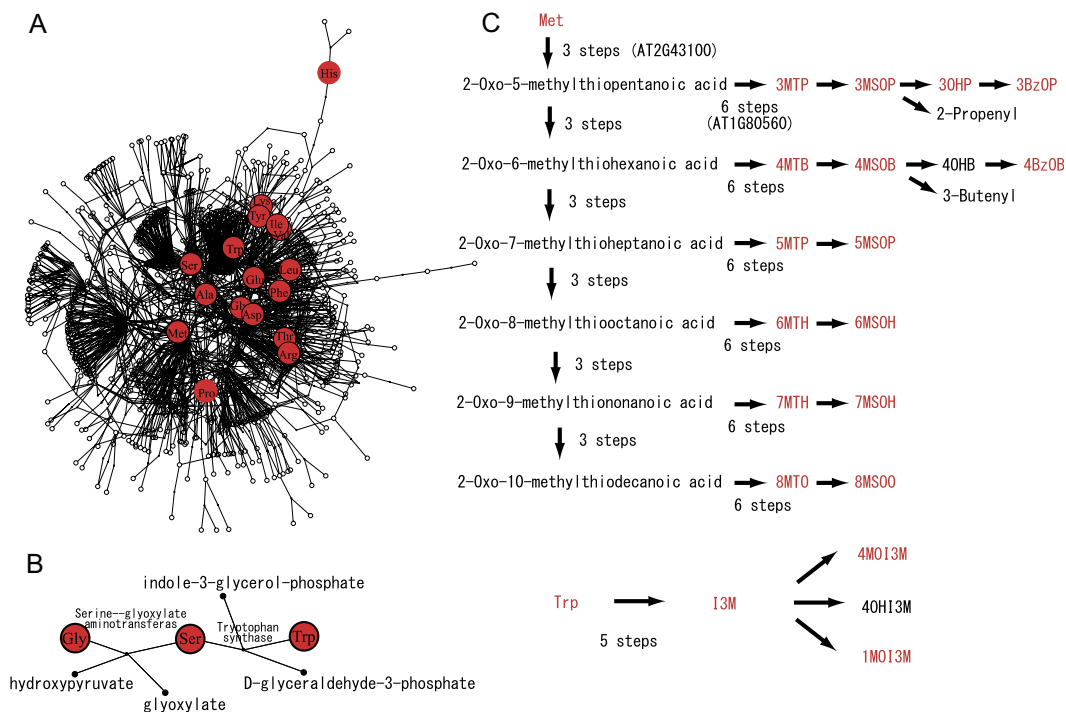 A
His
Lys
Tyr
Ile
Val
Trp
Ser
Glu
Leu
Ala
Phe
Asp
Met
Thr
Arg
Pro
B
indole-3-glycerol-phosphate
Serine--glyoxylate
aminotransferas
Tryptophan
synthase
Gly
Ser
Trp
hydroxypyruvate
glyoxylate
D-glyceraldehyde-3-phosphate
C
Met
3 steps (AT2G43100)
2-Oxo-5-methylthiopentanoic acid
3MTP
3MSOP
3OHP
3BzOP
6 steps
(AT1G80560)
2-Propenyl
3 steps
2-Oxo-6-methylthiohexanoic acid
4MTB
4MSOB
4OHB
4BzOB
6 steps
3-Butenyl
3 steps
2-Oxo-7-methylthioheptanoic acid
5MTP
5MSOP
6 steps
3 steps
2-Oxo-8-methylthiooctanoic acid
6MTH
6MSOH
6 steps
3 steps
2-Oxo-9-methylthiononanoic acid
7MTH
7MSOH
6 steps
3 steps
2-Oxo-10-methylthiodecanoic acid
8MTO
8MSOO
6 steps
4MOI3M
Trp
I3M
4OHI3M
5 steps
1MOI3M